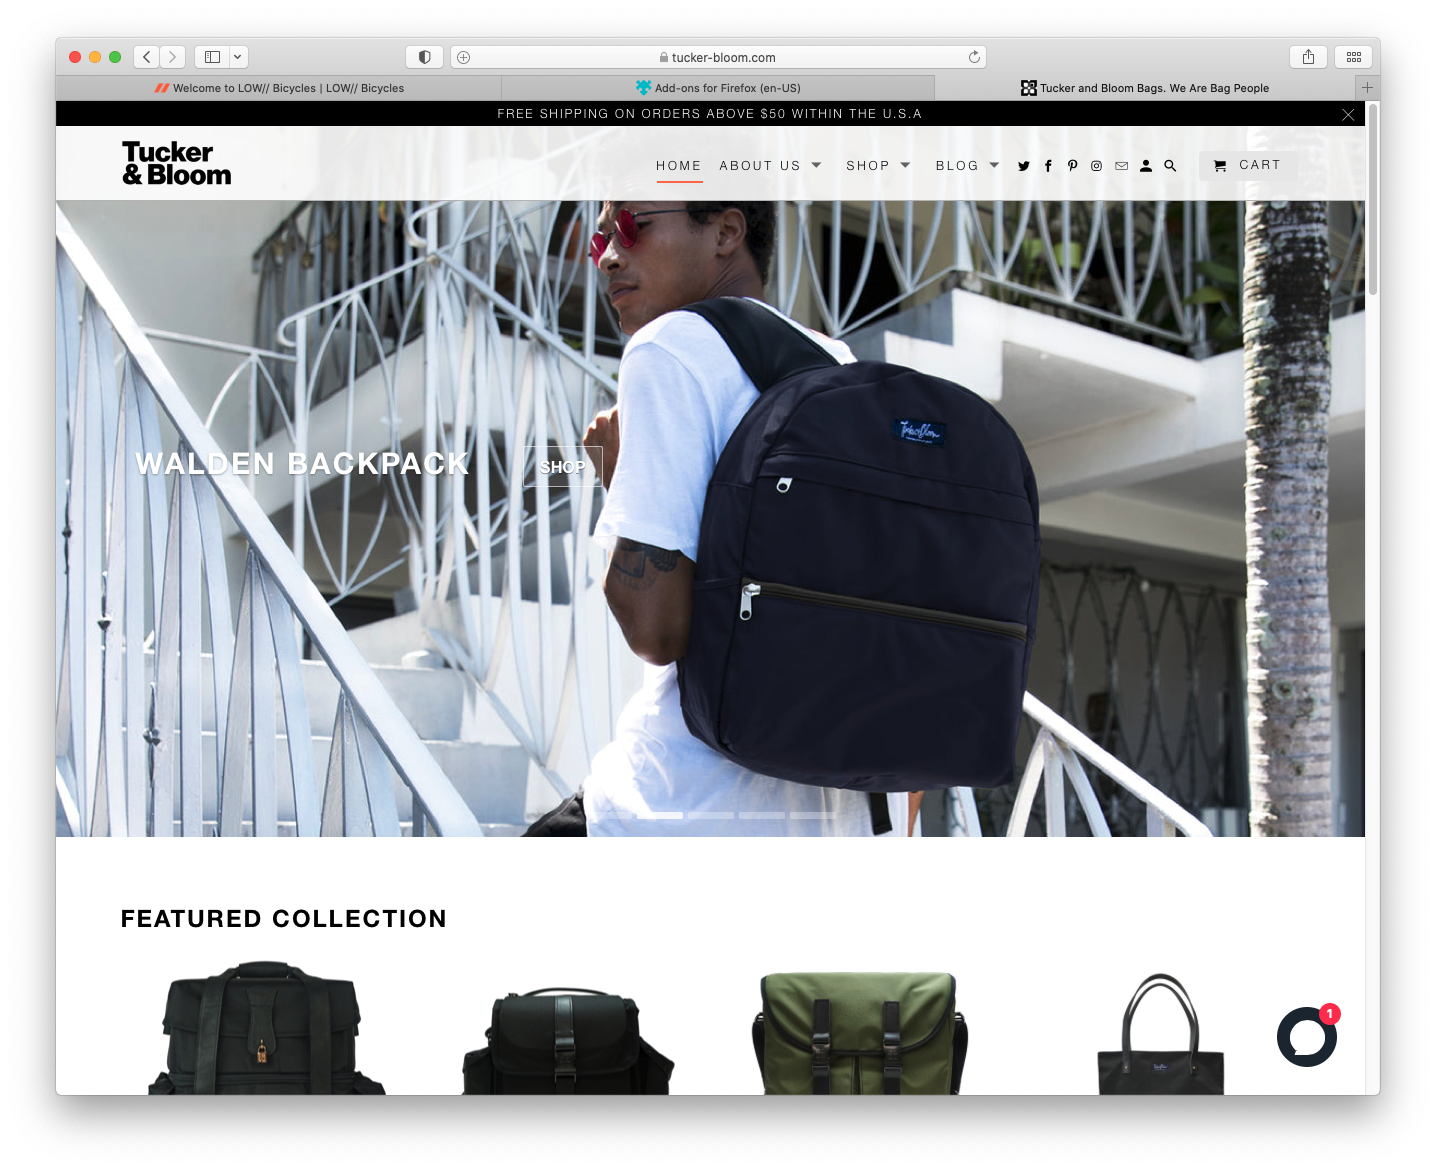 tucker-bloom.com
Welcome to LOW// Bicycles | LOW// Bicycles
Add-ons for Firefox (en-US)
Tucker and Bloom Bags. We Are Bag People
FREE SHIPPING ON ORDERS ABOVE $50 WITHIN THE U.S.A
Tucker
& Bloom
HOME
ABOUT US
SHOP
BLOG
CART
WALDEN BACKPACK
SHOP
FEATURED COLLECTION
1